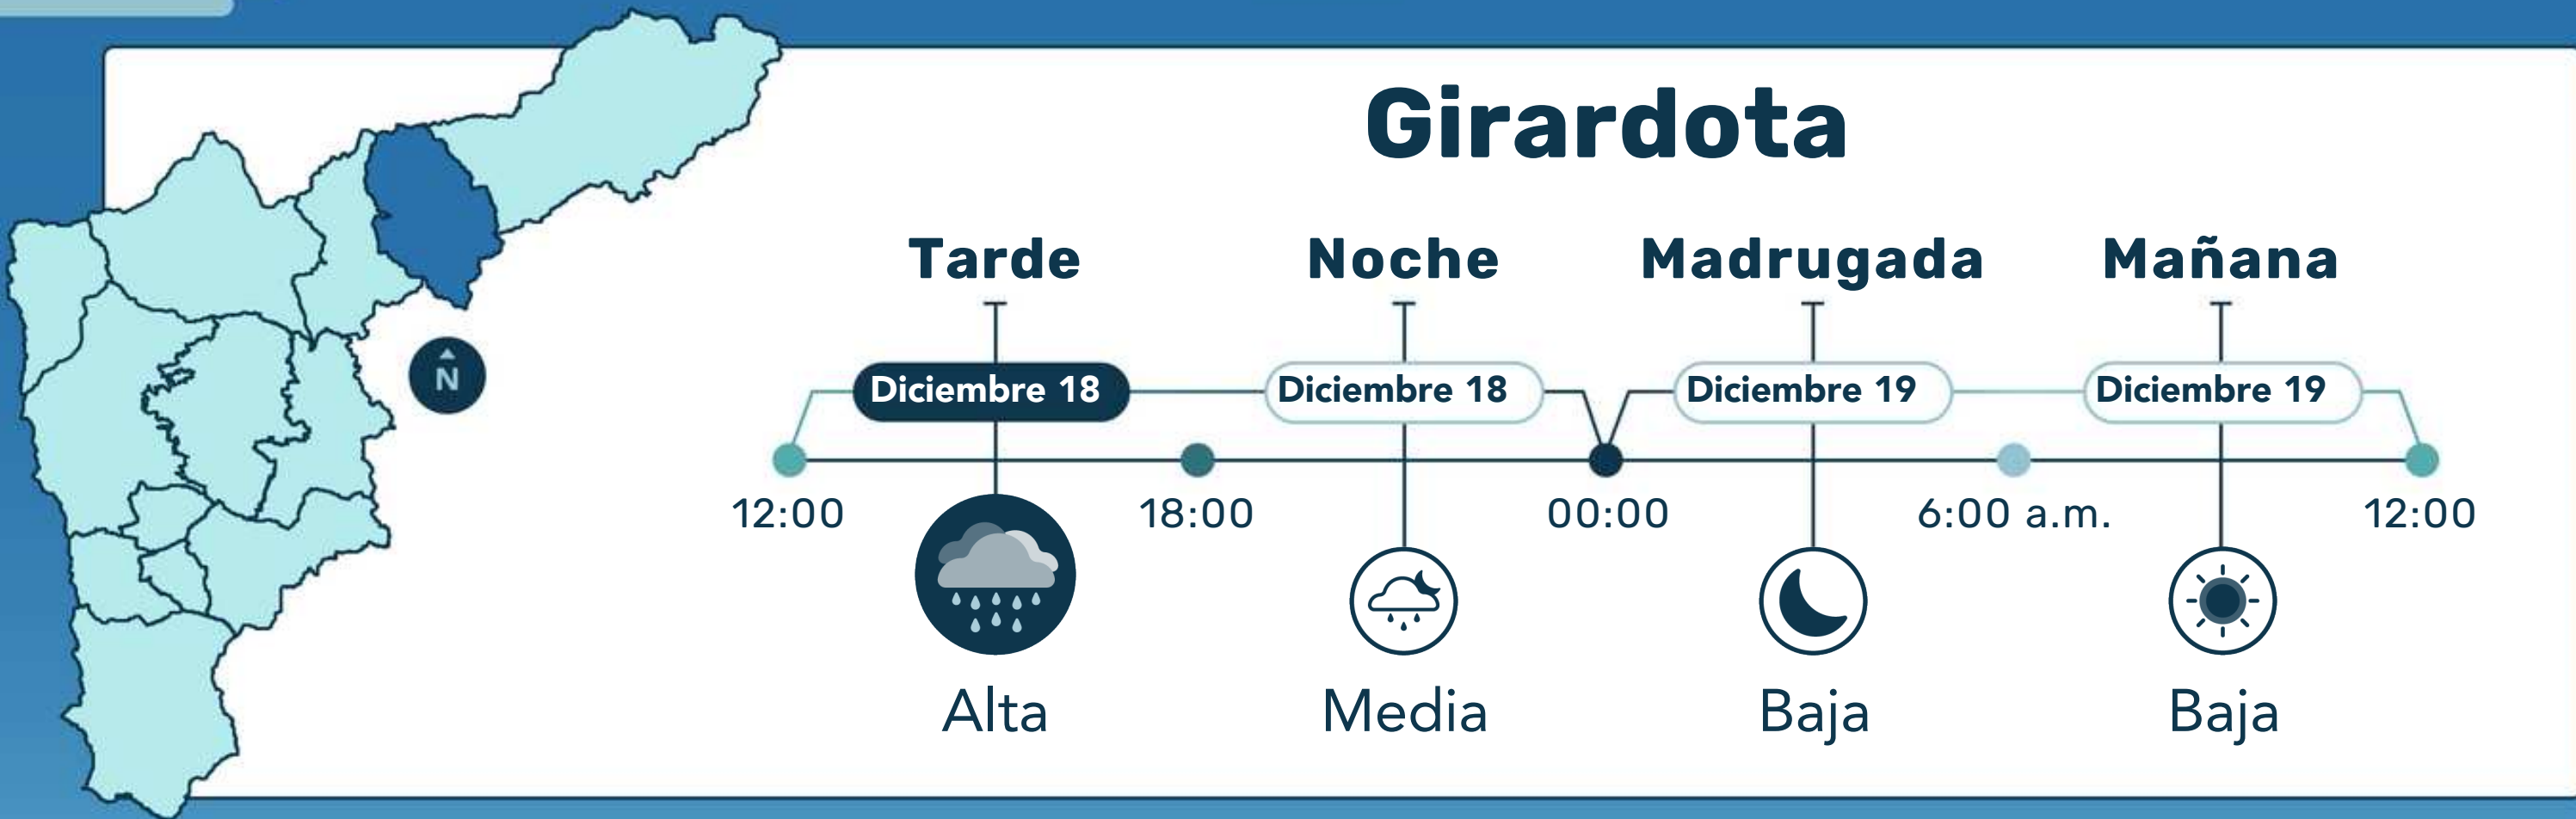 Girardota
Tarde Noche Madrugada Mañana
Diciembre 18 Diciembre 18 Diciembre 19 Diciembre 19
N
12:00 18:00 00:00 6:00 a.m. 12:00
Alta Media Baja Baja